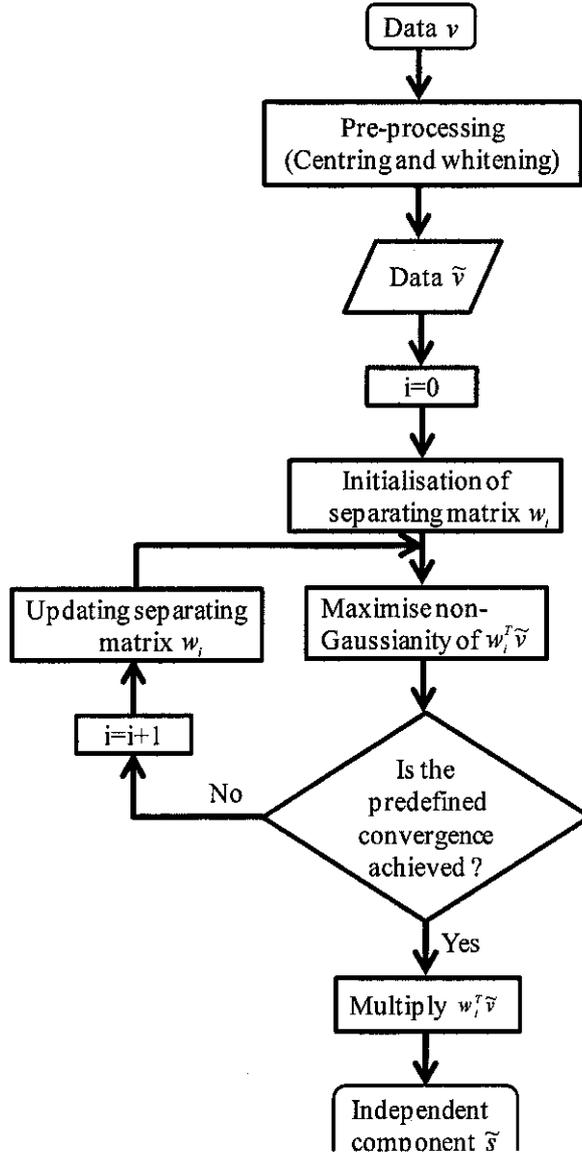 Data v
Pre-processing
(Centring and whitening)
Data ṽ
i=0
Initialisation of
separating matrix wᵢ
Updating separating
matrix wᵢ
Maximise non-
Gaussianity of wᵢᵀṽ
i=i+1
No
Is the
predefined
convergence
achieved ?
Yes
Multiply wᵢᵀṽ
Independent
component s̃